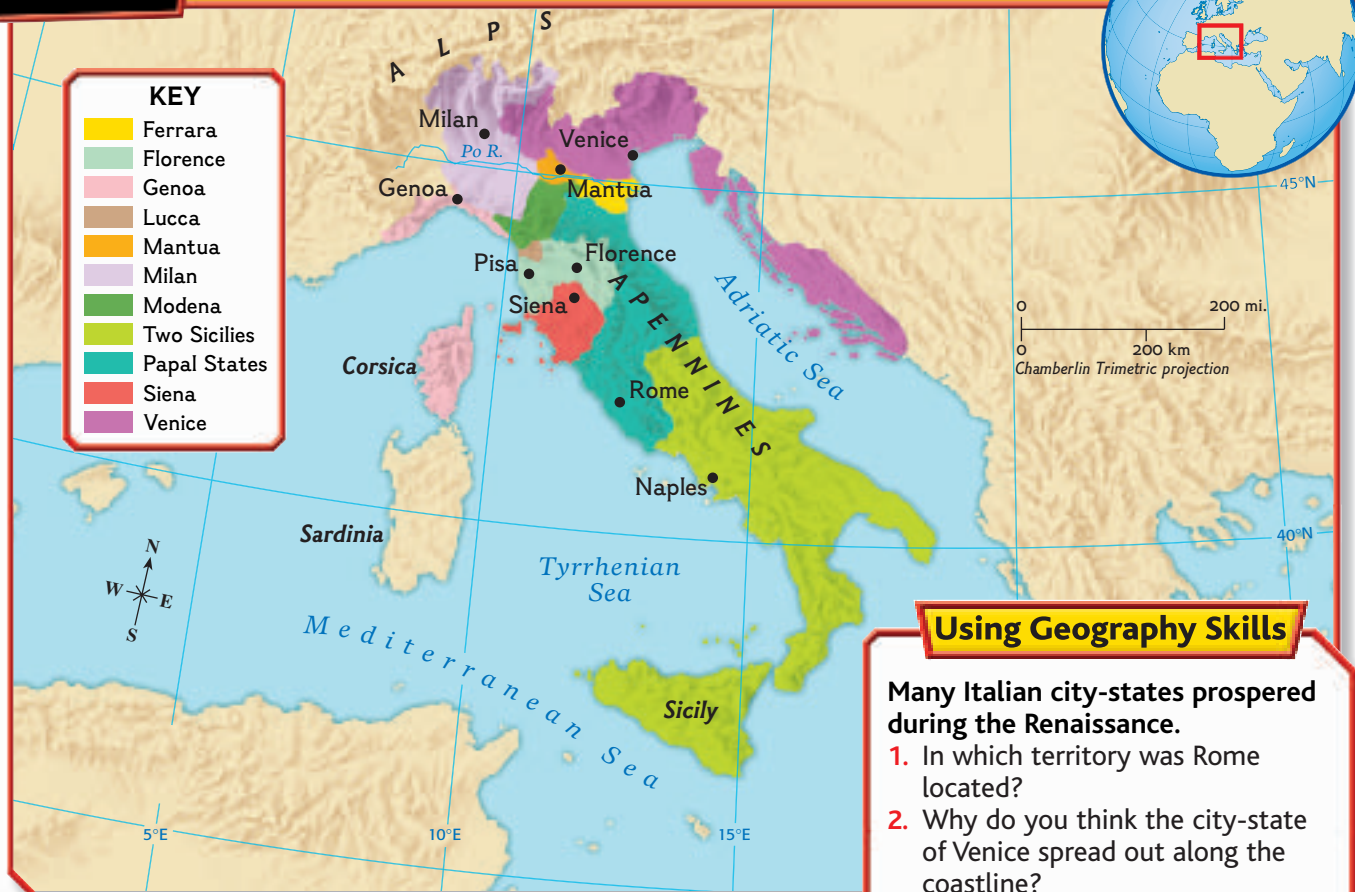 A L P S
KEY
Ferrara
Florence
Genoa
Lucca
Mantua
Milan
Modena
Two Sicilies
Papal States
Siena
Venice
Milan
Venice
Po R.
Genoa
Mantua
45°N
Pisa
Florence
Siena
APENNINES
Adriatic Sea
0 200 mi.
0 200 km
Chamberlin Trimetric projection
Corsica
Rome
Naples
Sardinia
40°N
N
W E
S
Tyrrhenian
Sea
Mediterranean Sea
Sicily
5°E
10°E
15°E
Using Geography Skills
Many Italian city-states prospered
during the Renaissance.
1. In which territory was Rome
located?
2. Why do you think the city-state
of Venice spread out along the
coastline?